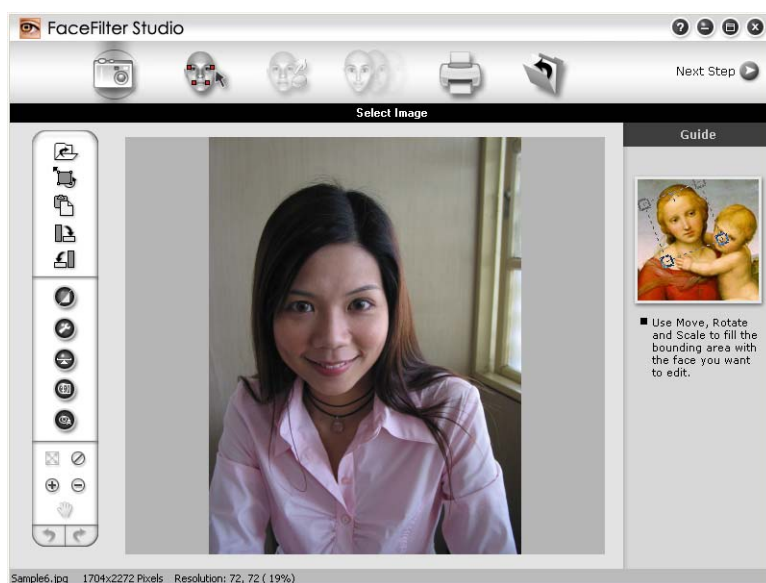 FaceFilter Studio
Next Step
Select Image
Guide
Use Move, Rotate
and Scale to fill the
bounding area with
the face you want
to edit.
Sample6.jpg 1704x2272 Pixels Resolution: 72, 72 ( 19%)